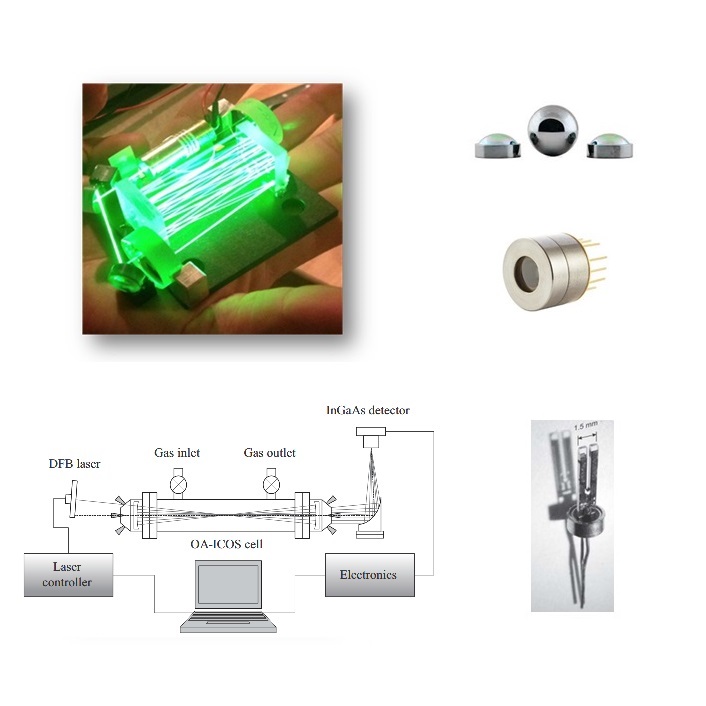 InGaAs detector
Gas inlet
Gas outlet
DFB laser
OA-ICOS cell
Laser
controller
Electronics
1.5 mm